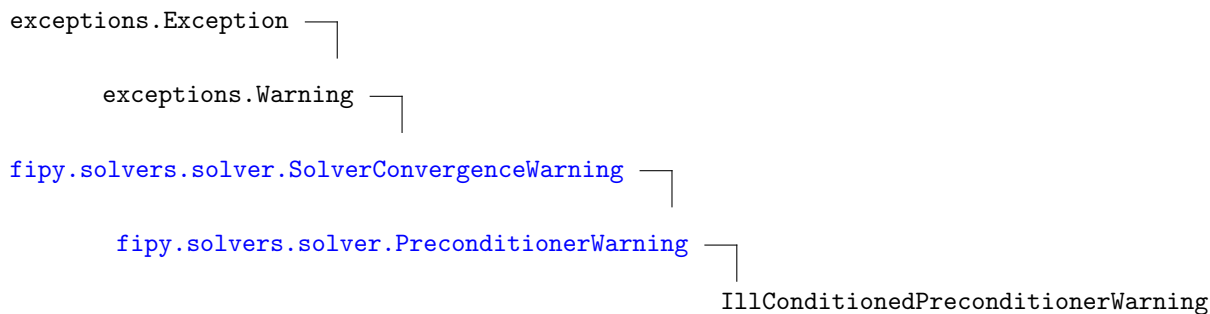 exceptions.Exception
exceptions.Warning
fipy.solvers.solver.SolverConvergenceWarning
fipy.solvers.solver.PreconditionerWarning
IllConditionedPreconditionerWarning